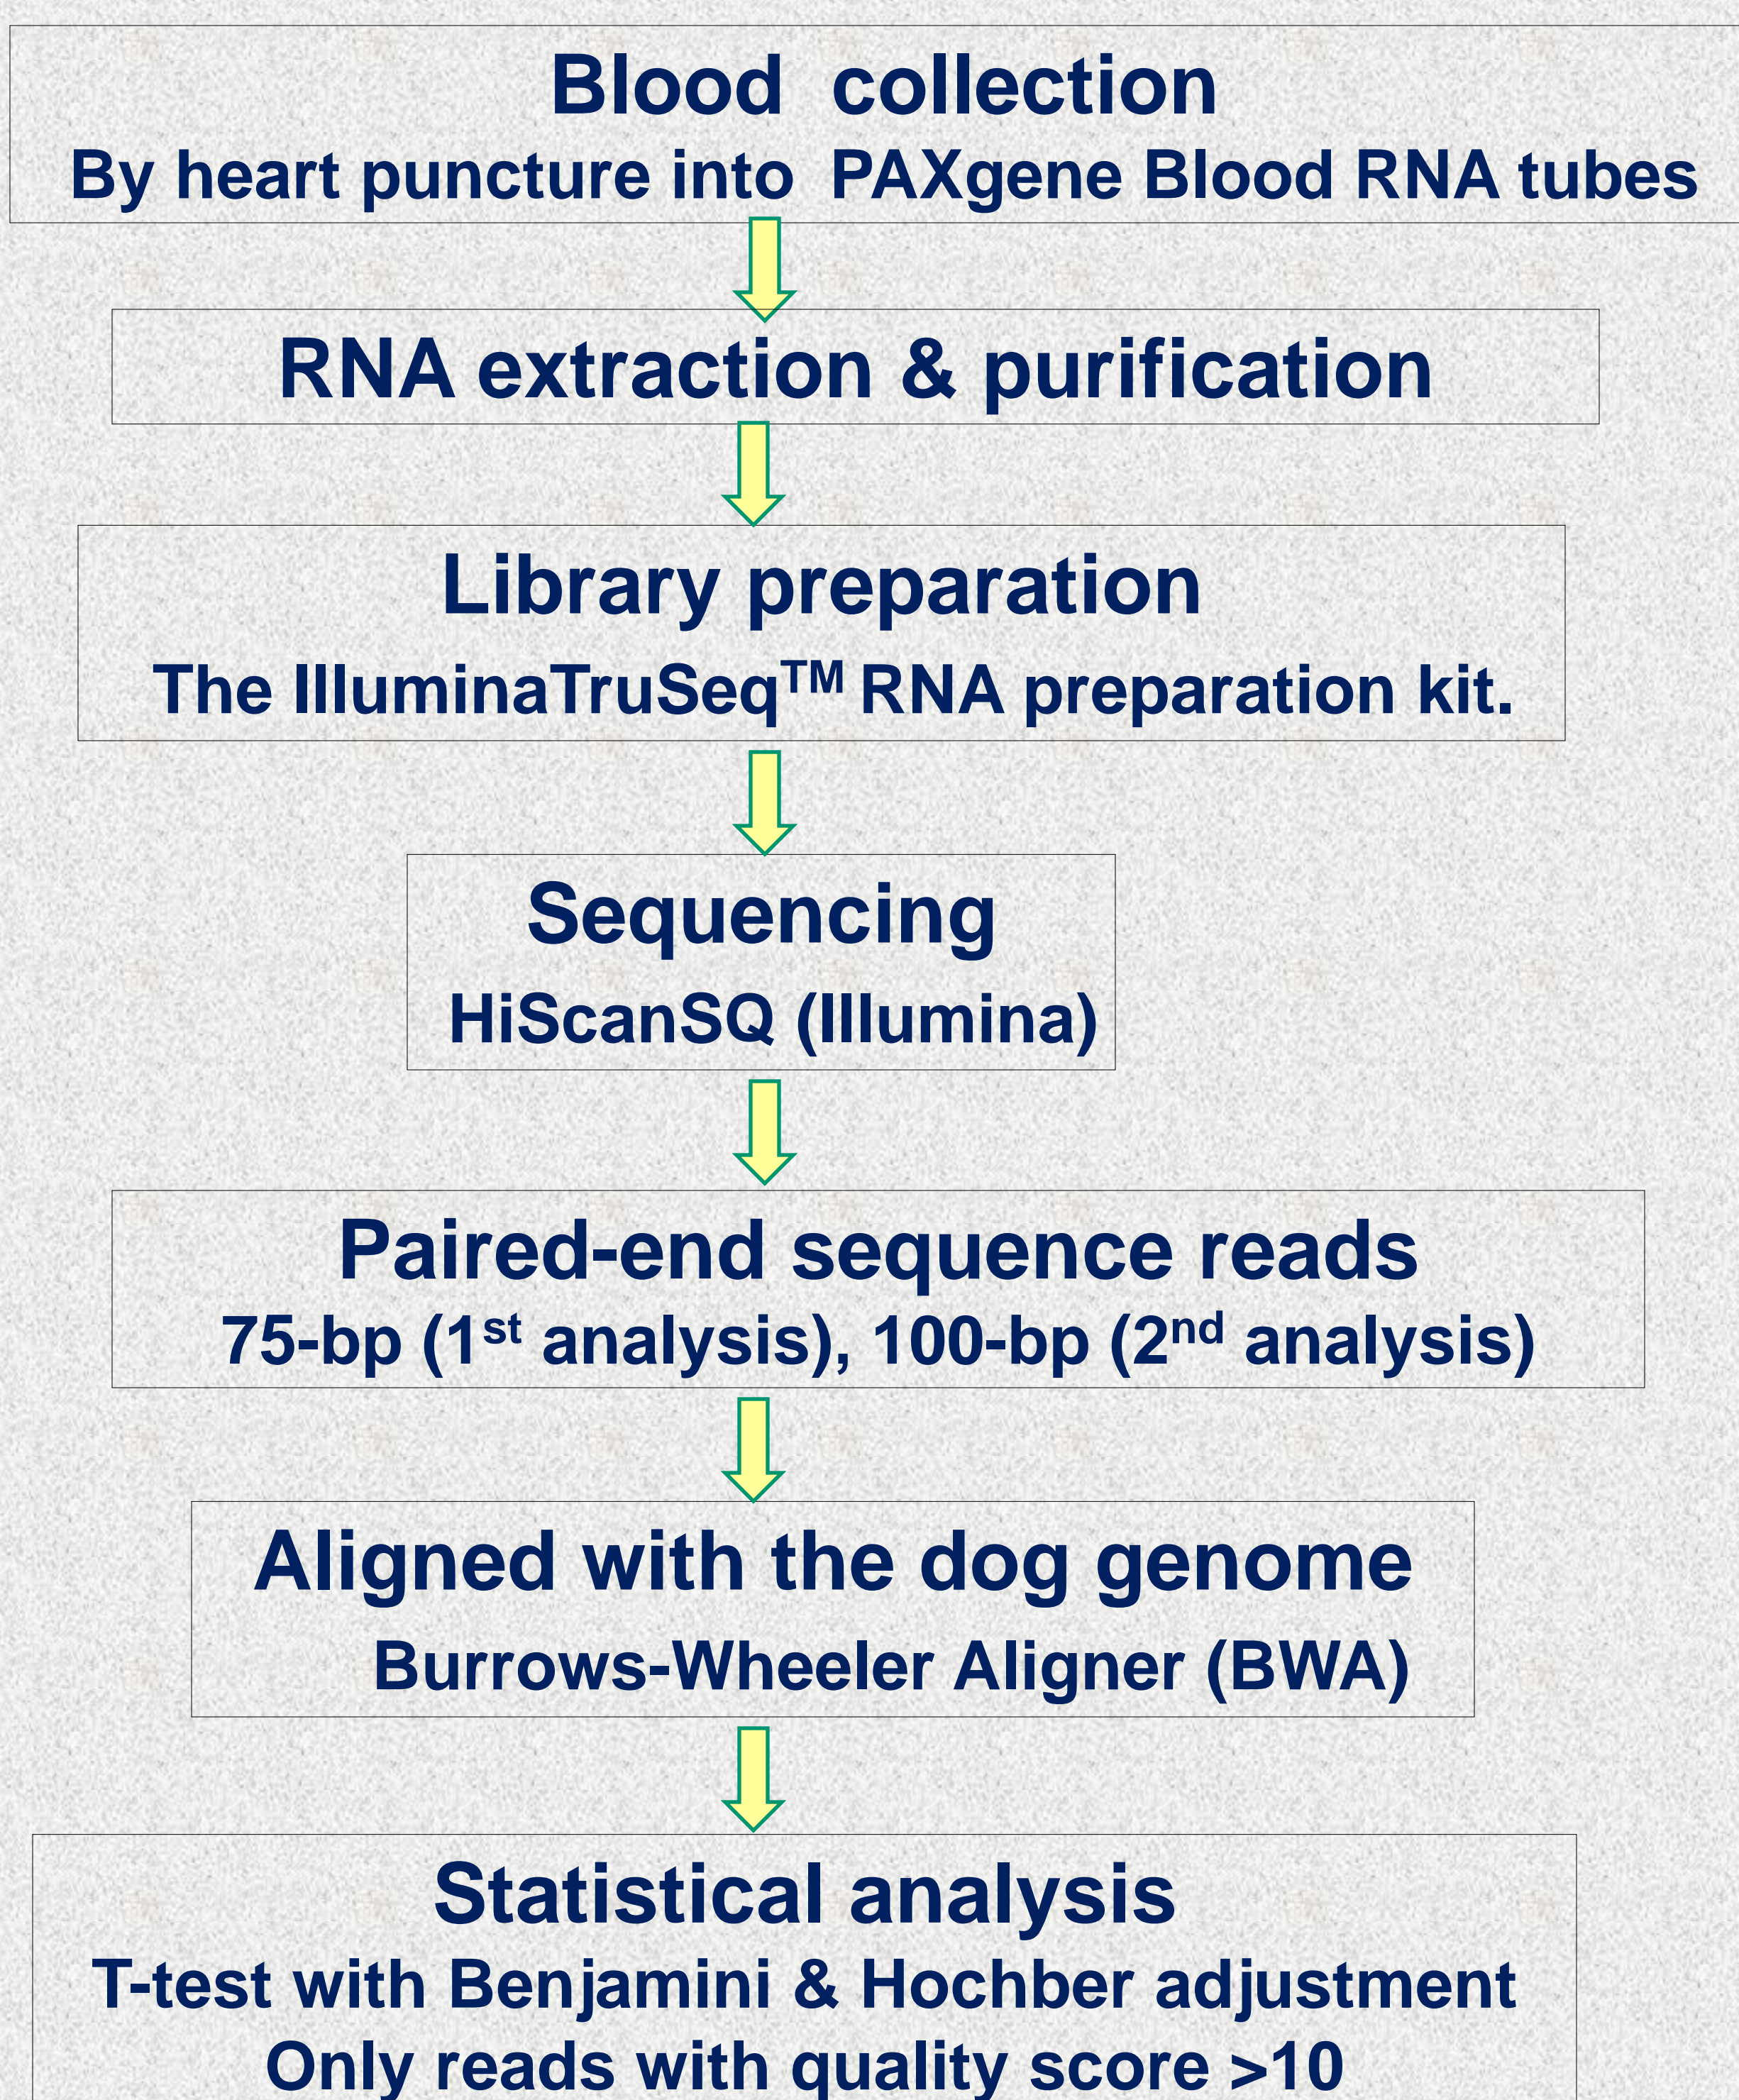 Blood collection
By heart puncture into PAXgene Blood RNA tubes
RNA extraction & purification
Library preparation
The IlluminaTruSeq™ RNA preparation kit.
Sequencing
HiScanSQ (Illumina)
Paired-end sequence reads
75-bp (1st analysis), 100-bp (2nd analysis)
Aligned with the dog genome
Burrows-Wheeler Aligner (BWA)
Statistical analysis
T-test with Benjamini & Hochber adjustment
Only reads with quality score >10